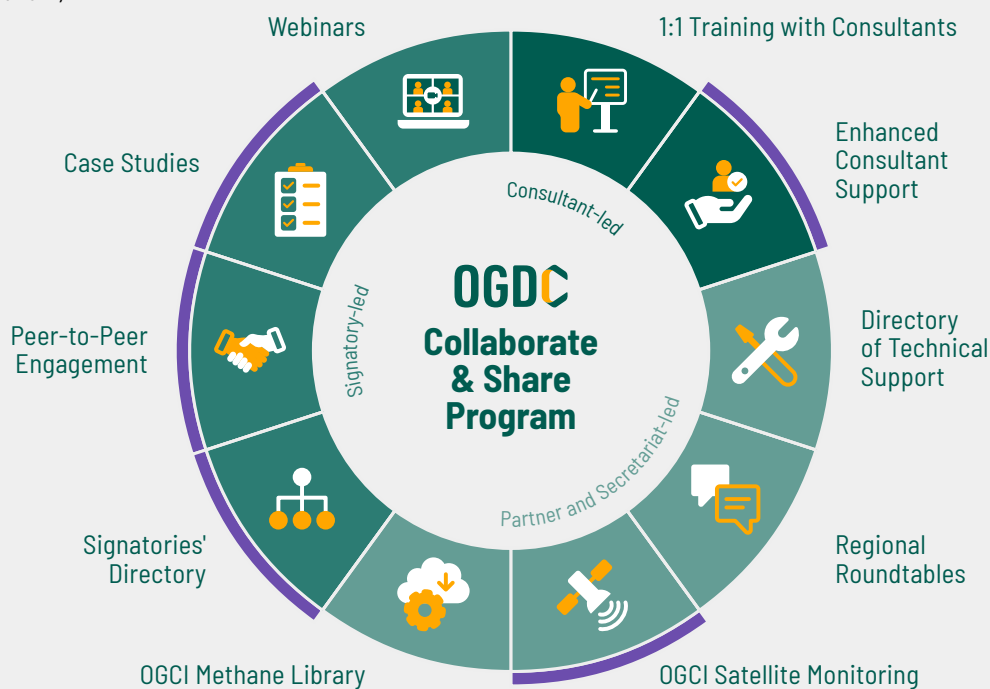 Webinars
1:1 Training with Consultants
Enhanced
Consultant
Support
Case Studies
Consultant-led
OGDC
Collaborate
& Share
Program
Signatory-led
Peer-to-Peer
Engagement
Directory
of Technical
Support
Partner and Secretariat-led
Signatories'
Directory
Regional
Roundtables
OGCI Methane Library
OGCI Satellite Monitoring